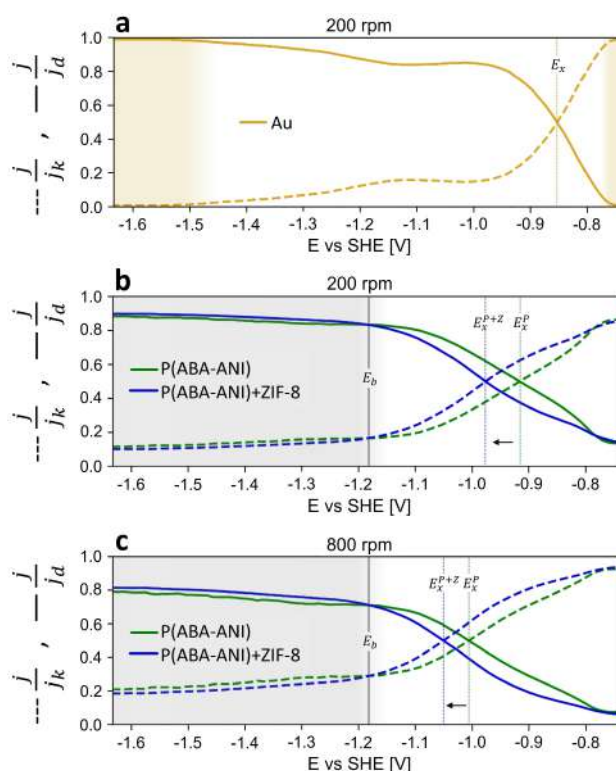 a
200 rpm
--- j/jk , — j/jd
1.0
0.8
0.6
0.4
0.2
0.0
Ex
Au
-1.6 -1.5 -1.4 -1.3 -1.2 -1.1 -1.0 -0.9 -0.8
E vs SHE [V]
b
200 rpm
--- j/jk , — j/jd
1.0
0.8
0.6
0.4
0.2
0.0
Ex^P+Z Ex^P
Eb
P(ABA-ANI)
P(ABA-ANI)+ZIF-8
-1.6 -1.5 -1.4 -1.3 -1.2 -1.1 -1.0 -0.9 -0.8
E vs SHE [V]
c
800 rpm
--- j/jk , — j/jd
1.0
0.8
0.6
0.4
0.2
0.0
Ex^P+Z Ex^P
Eb
P(ABA-ANI)
P(ABA-ANI)+ZIF-8
-1.6 -1.5 -1.4 -1.3 -1.2 -1.1 -1.0 -0.9 -0.8
E vs SHE [V]